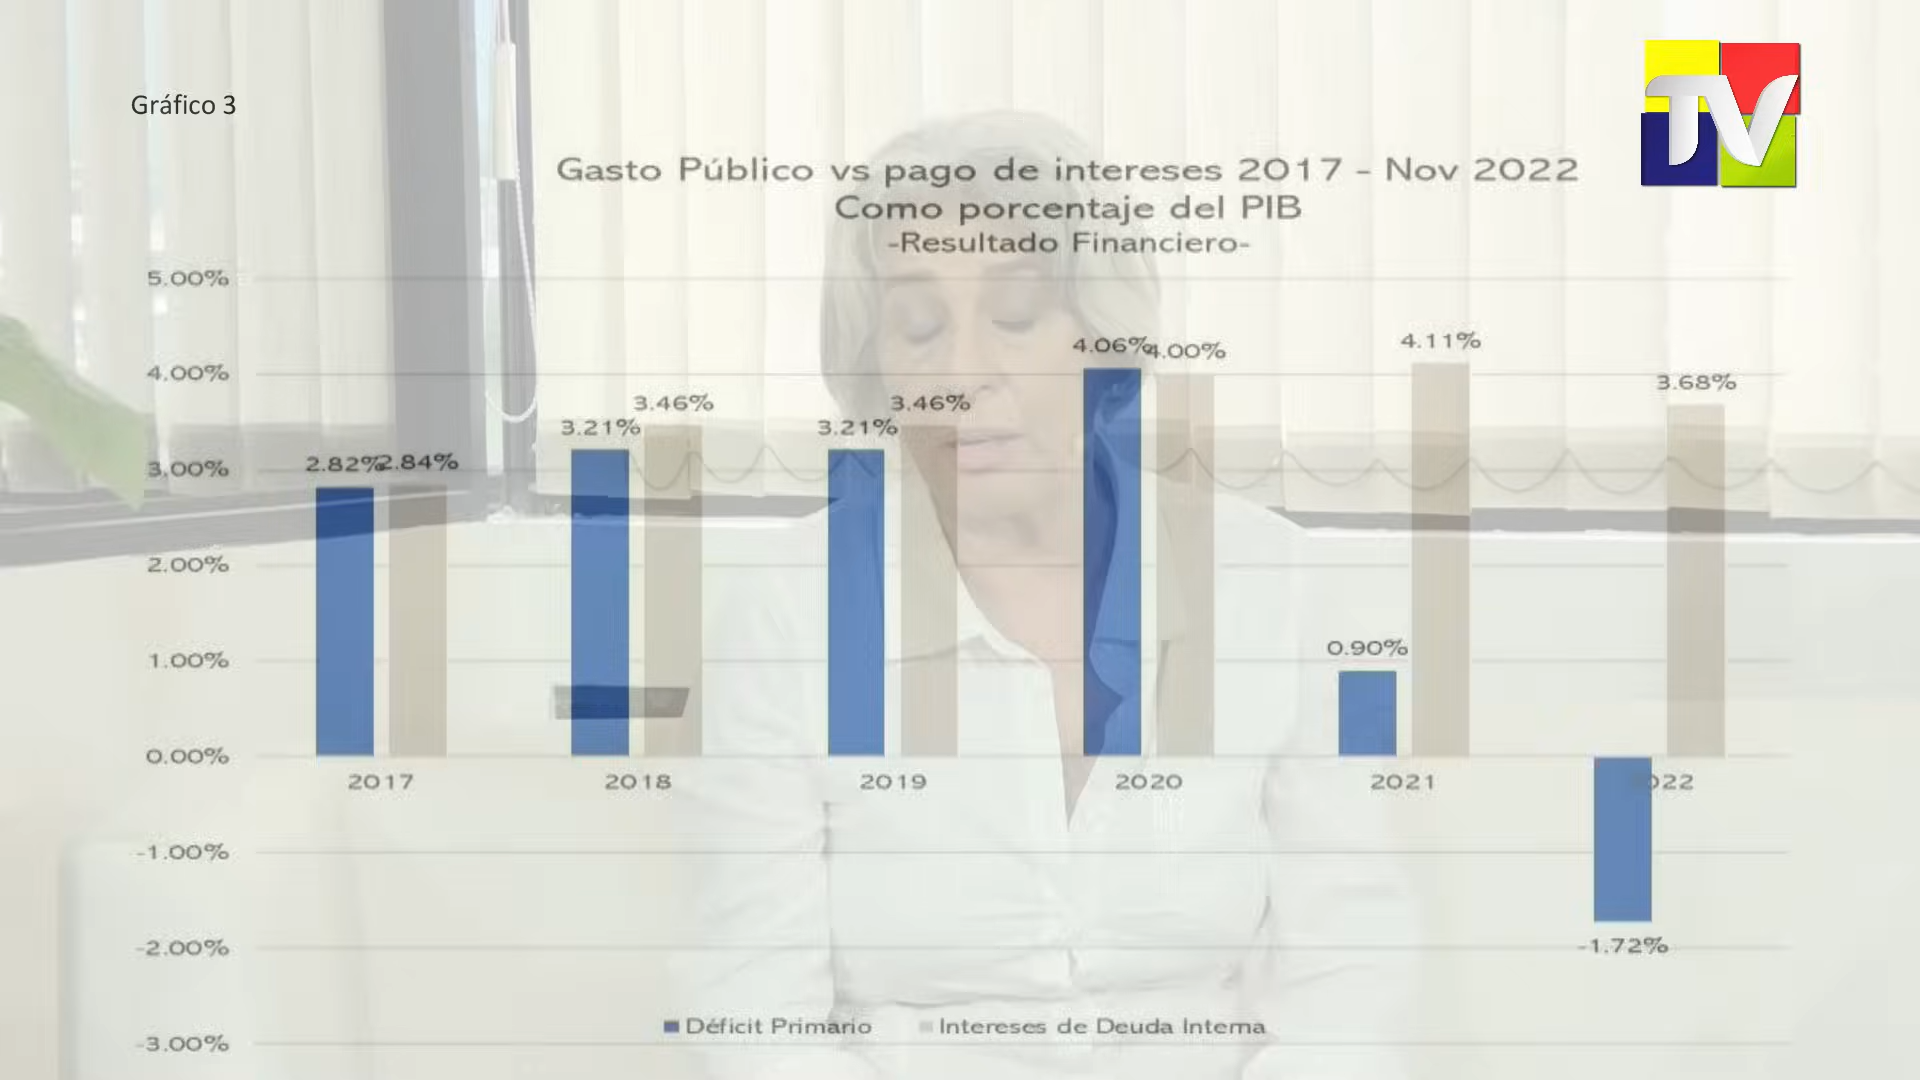 Gráfico 3
TV
Gasto Público vs pago de intereses 2017 - Nov 2022
Como porcentaje del PIB
-Resultado Financiero-
5.00%
4.00%
3.00%
2.00%
1.00%
0.00%
-1.00%
-2.00%
-3.00%
2.82% 2.84%
3.21% 3.46%
3.21% 3.46%
4.06% 4.00%
0.90% 4.11%
-1.72% 3.68%
2017 2018 2019 2020 2021 2022
Déficit Primario Intereses de Deuda Interna